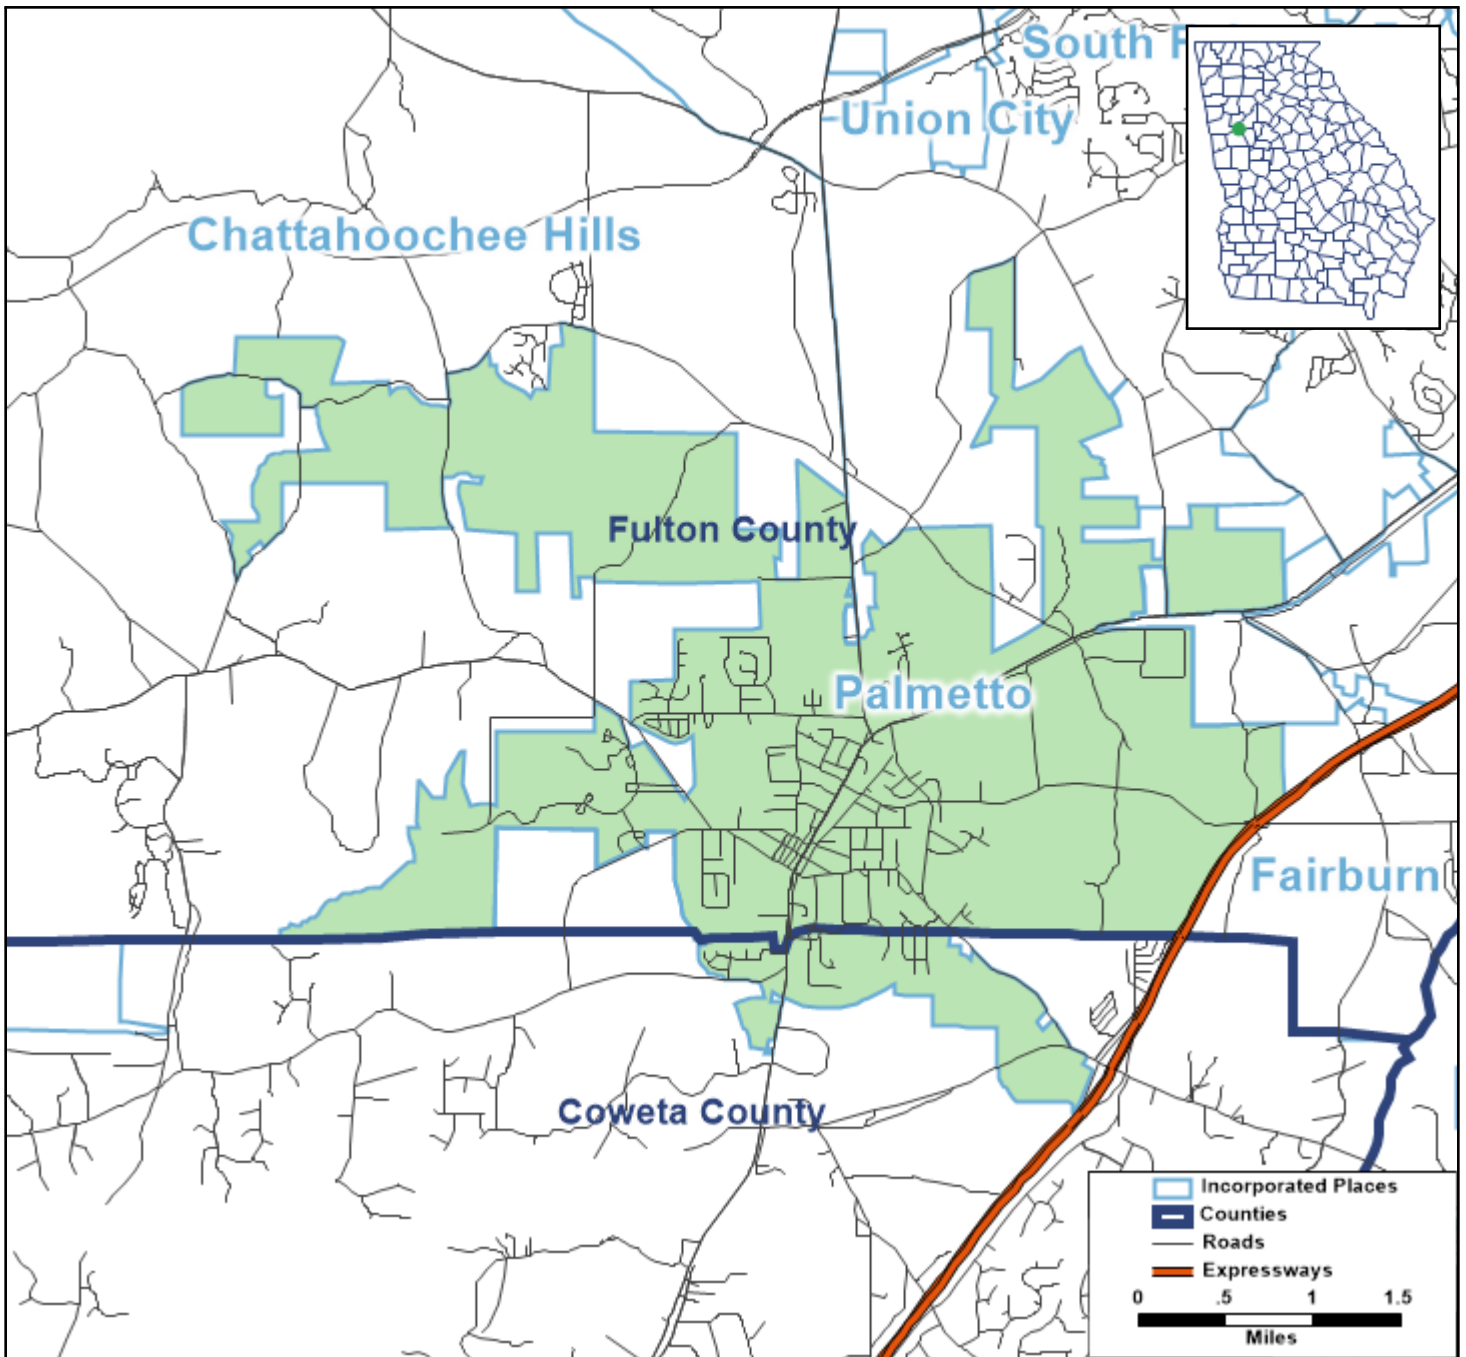 South F
Union City
Chattahoochee Hills
Fulton County
Palmetto
Fairburn
Coweta County
Incorporated Places
Counties
Roads
Expressways
0 .5 1 1.5
Miles